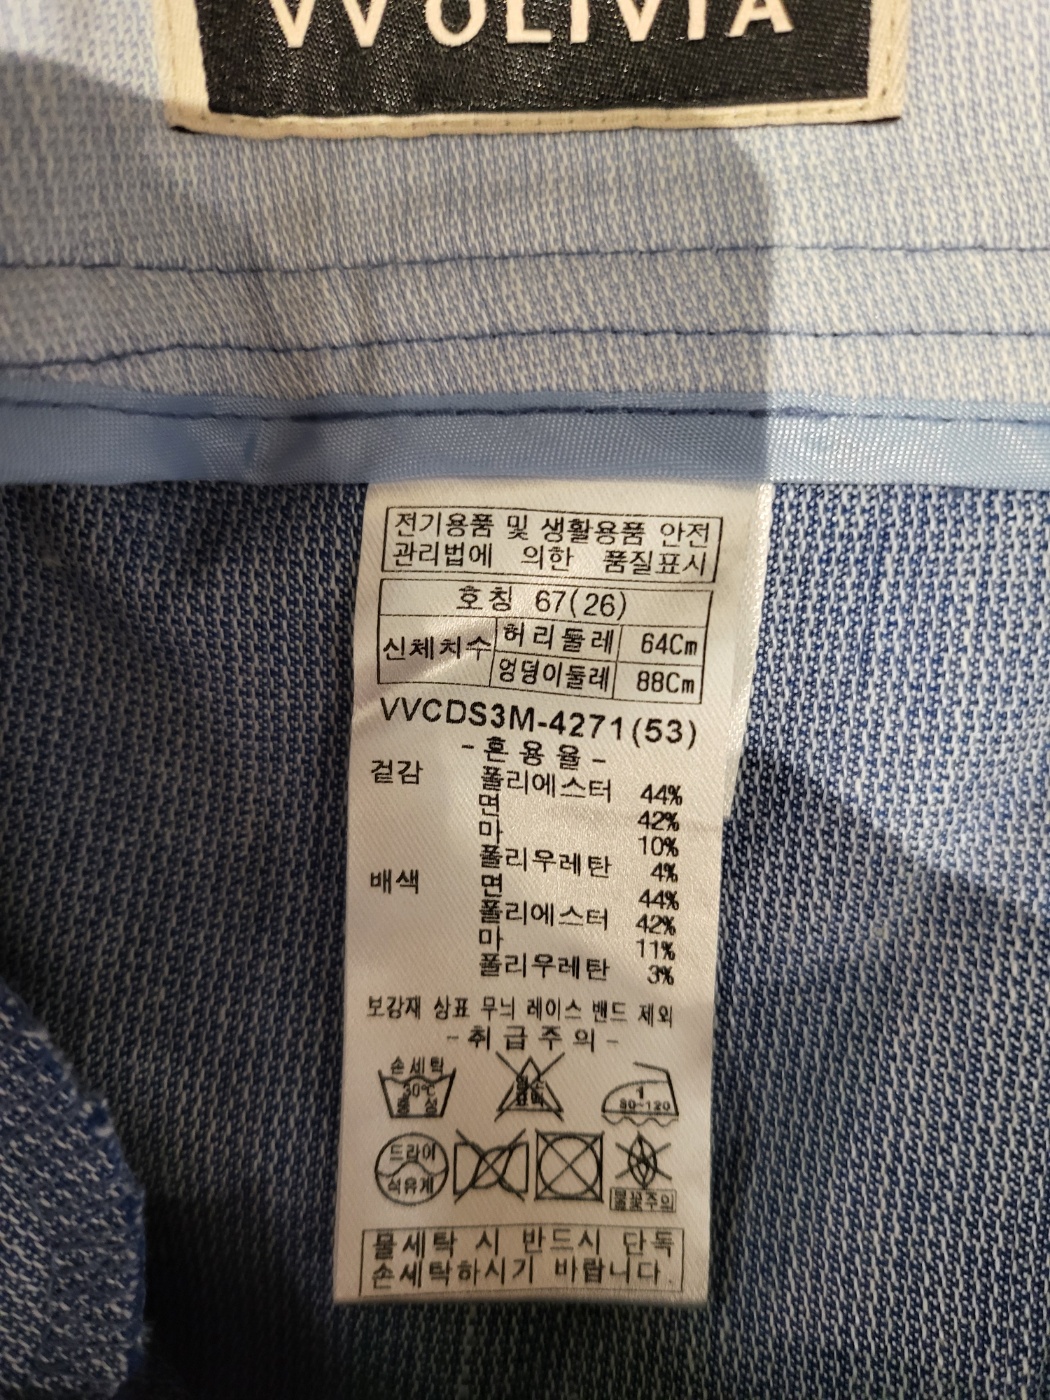 VVOLIVIA
전기용품 및 생활용품 안전
관리법에 의한 품질표시
호칭 67(26)
신체치수 허리둘레 64Cm
엉덩이둘레 88Cm
VVCDS3M-4271(53)
-혼용율-
겉감 폴리에스터 44%
면 42%
마 10%
폴리우레탄 4%
배색 면 44%
폴리에스터 42%
마 11%
폴리우레탄 3%
보강재 상표 무늬 레이스 밴드 제외
-취급주의-
손세탁
30℃
1
80~120
드라이
석유계
불꽃주의
물세탁 시 반드시 단독
손세탁하시기 바랍니다.